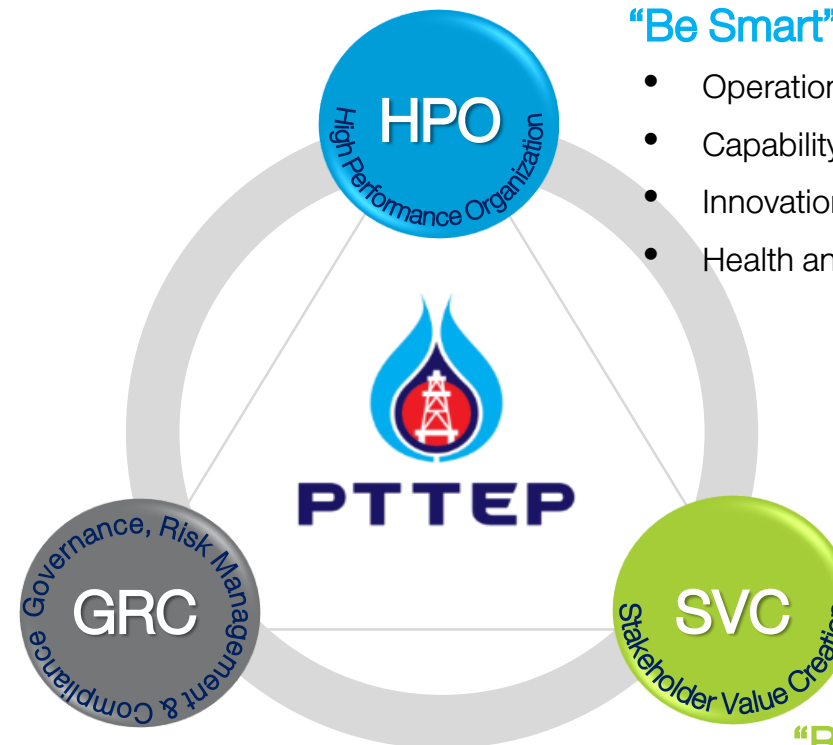 “Be Smart”
HPO
High Performance Organization
• Operation
• Capability
• Innovation
• Health an
PTTEP
GRC
Governance, Risk Management & Compliance
SVC
Stakeholder Value Creation